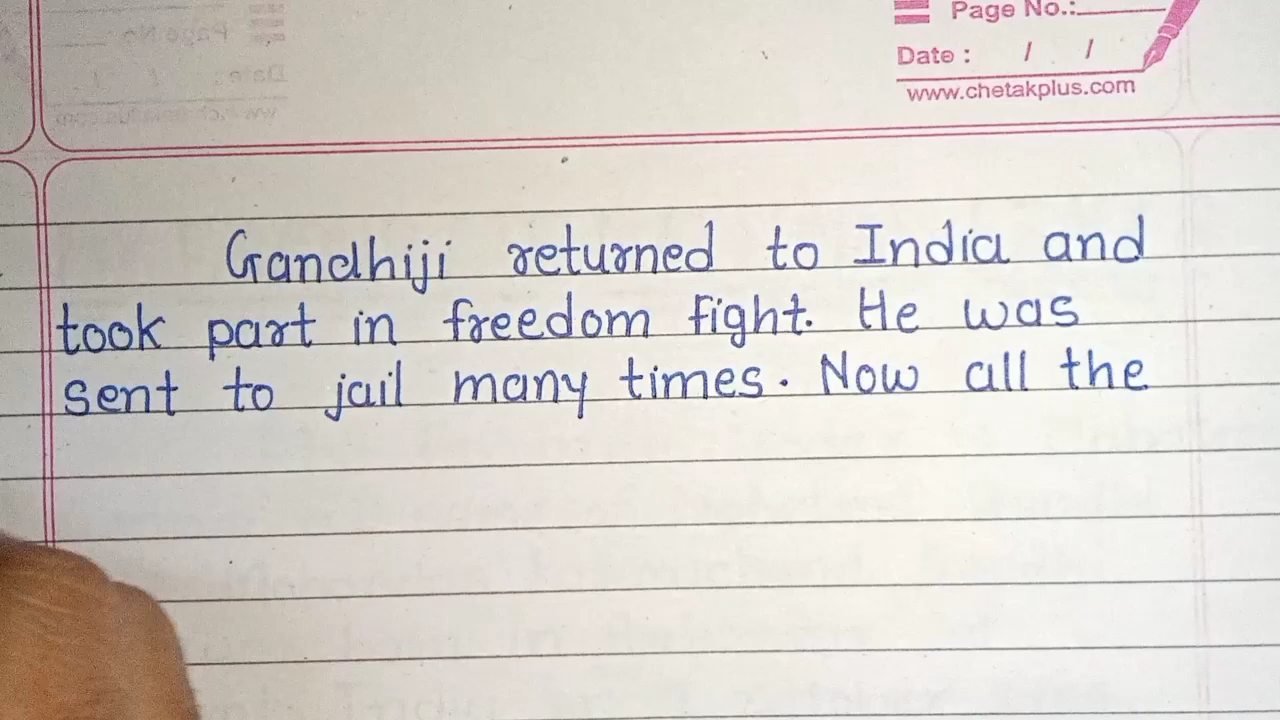 Page No.:
Date : / /
www.chetakplus.com
Gandhiji returned to India and
took part in freedom fight. He was
sent to jail many times. Now all the